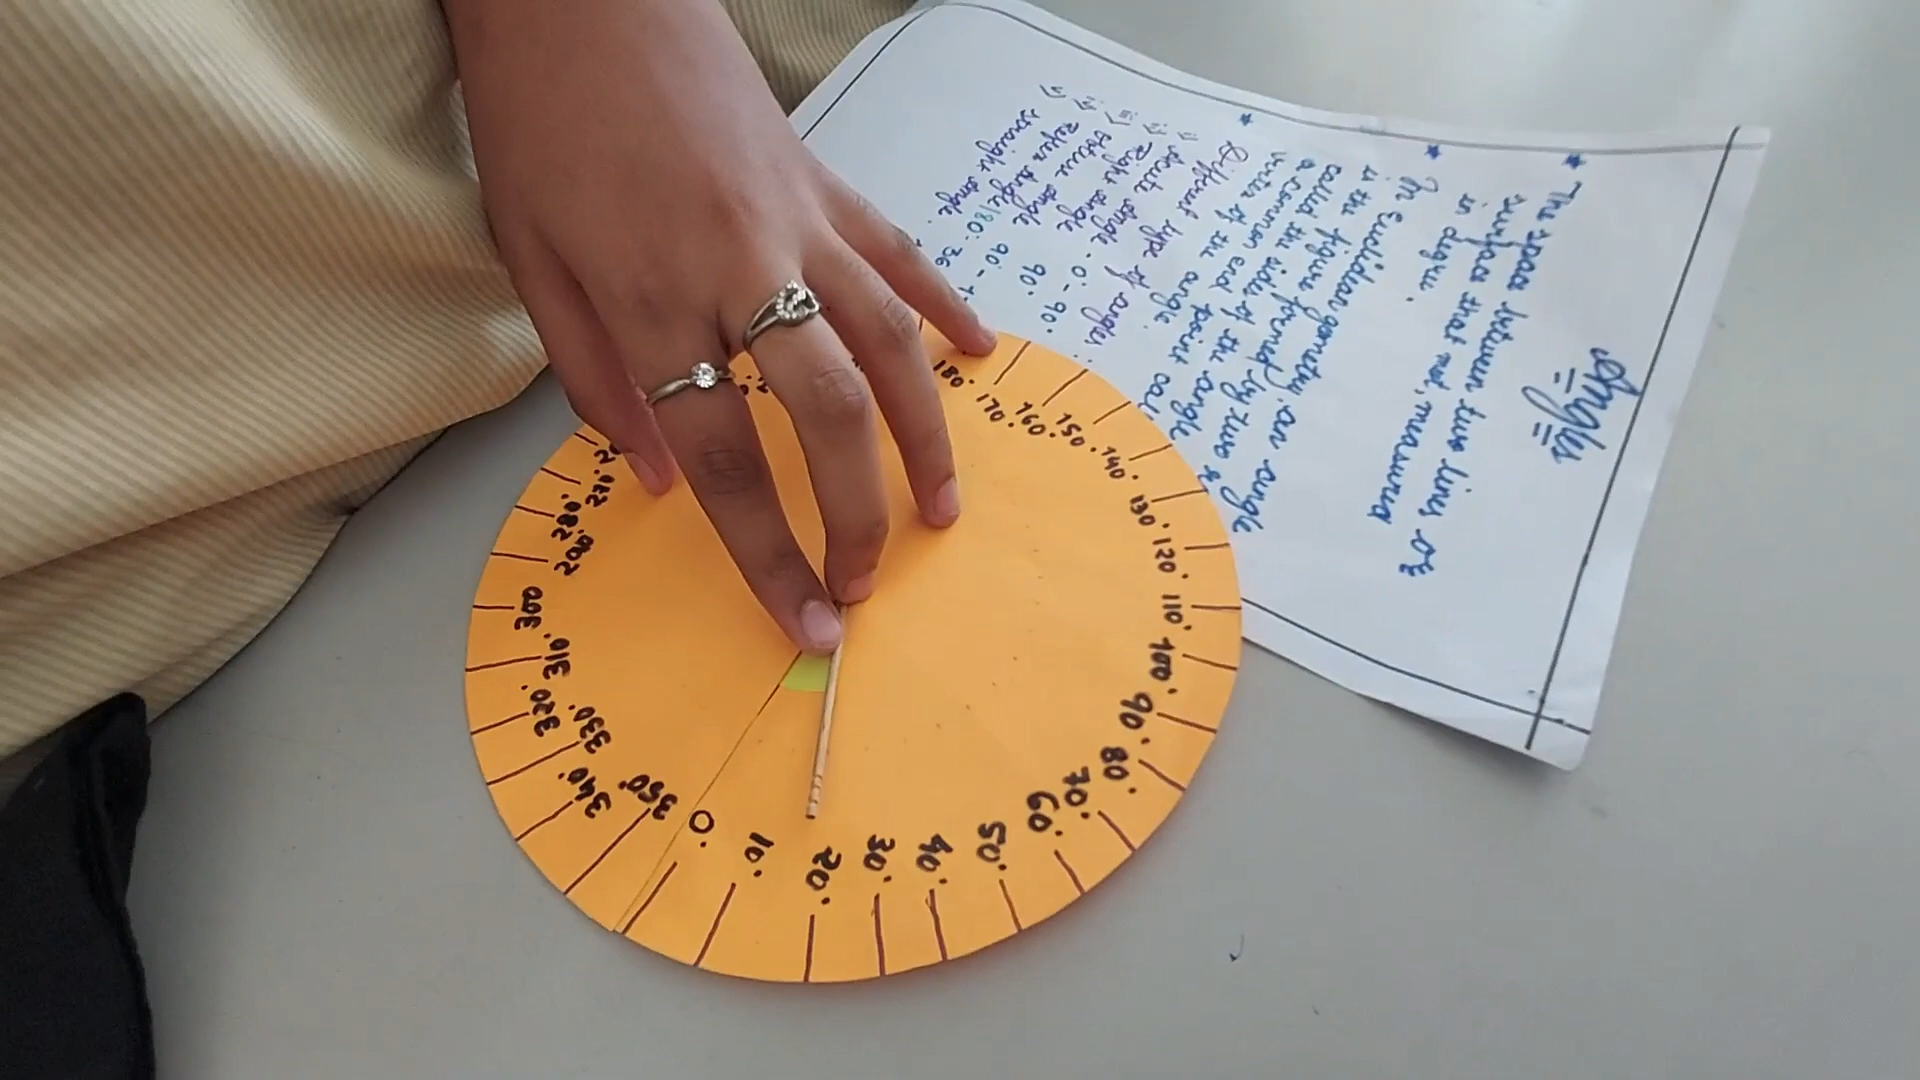 Angles
* The space between two lines or
surface that met, measured
in degree.
* In Euclidean gomethy, an angle
is the figure formed by two
called the sides of the angle
a common end point call
vertex of the angle.
* Different type of angles.
i) Acute angle - 0° - 90°
ii) Right angle 90°
iii) Obtuse angle 90° -
iv) Reflex angle 180° - 36
v) Straight angle.
0°
10°
20°
30°
40°
50°
60°
70°
80°
90°
100°
110°
120°
130°
140°
150°
160°
170°
180°
270°
280°
290°
300
310°
320°
330°
340°
350°